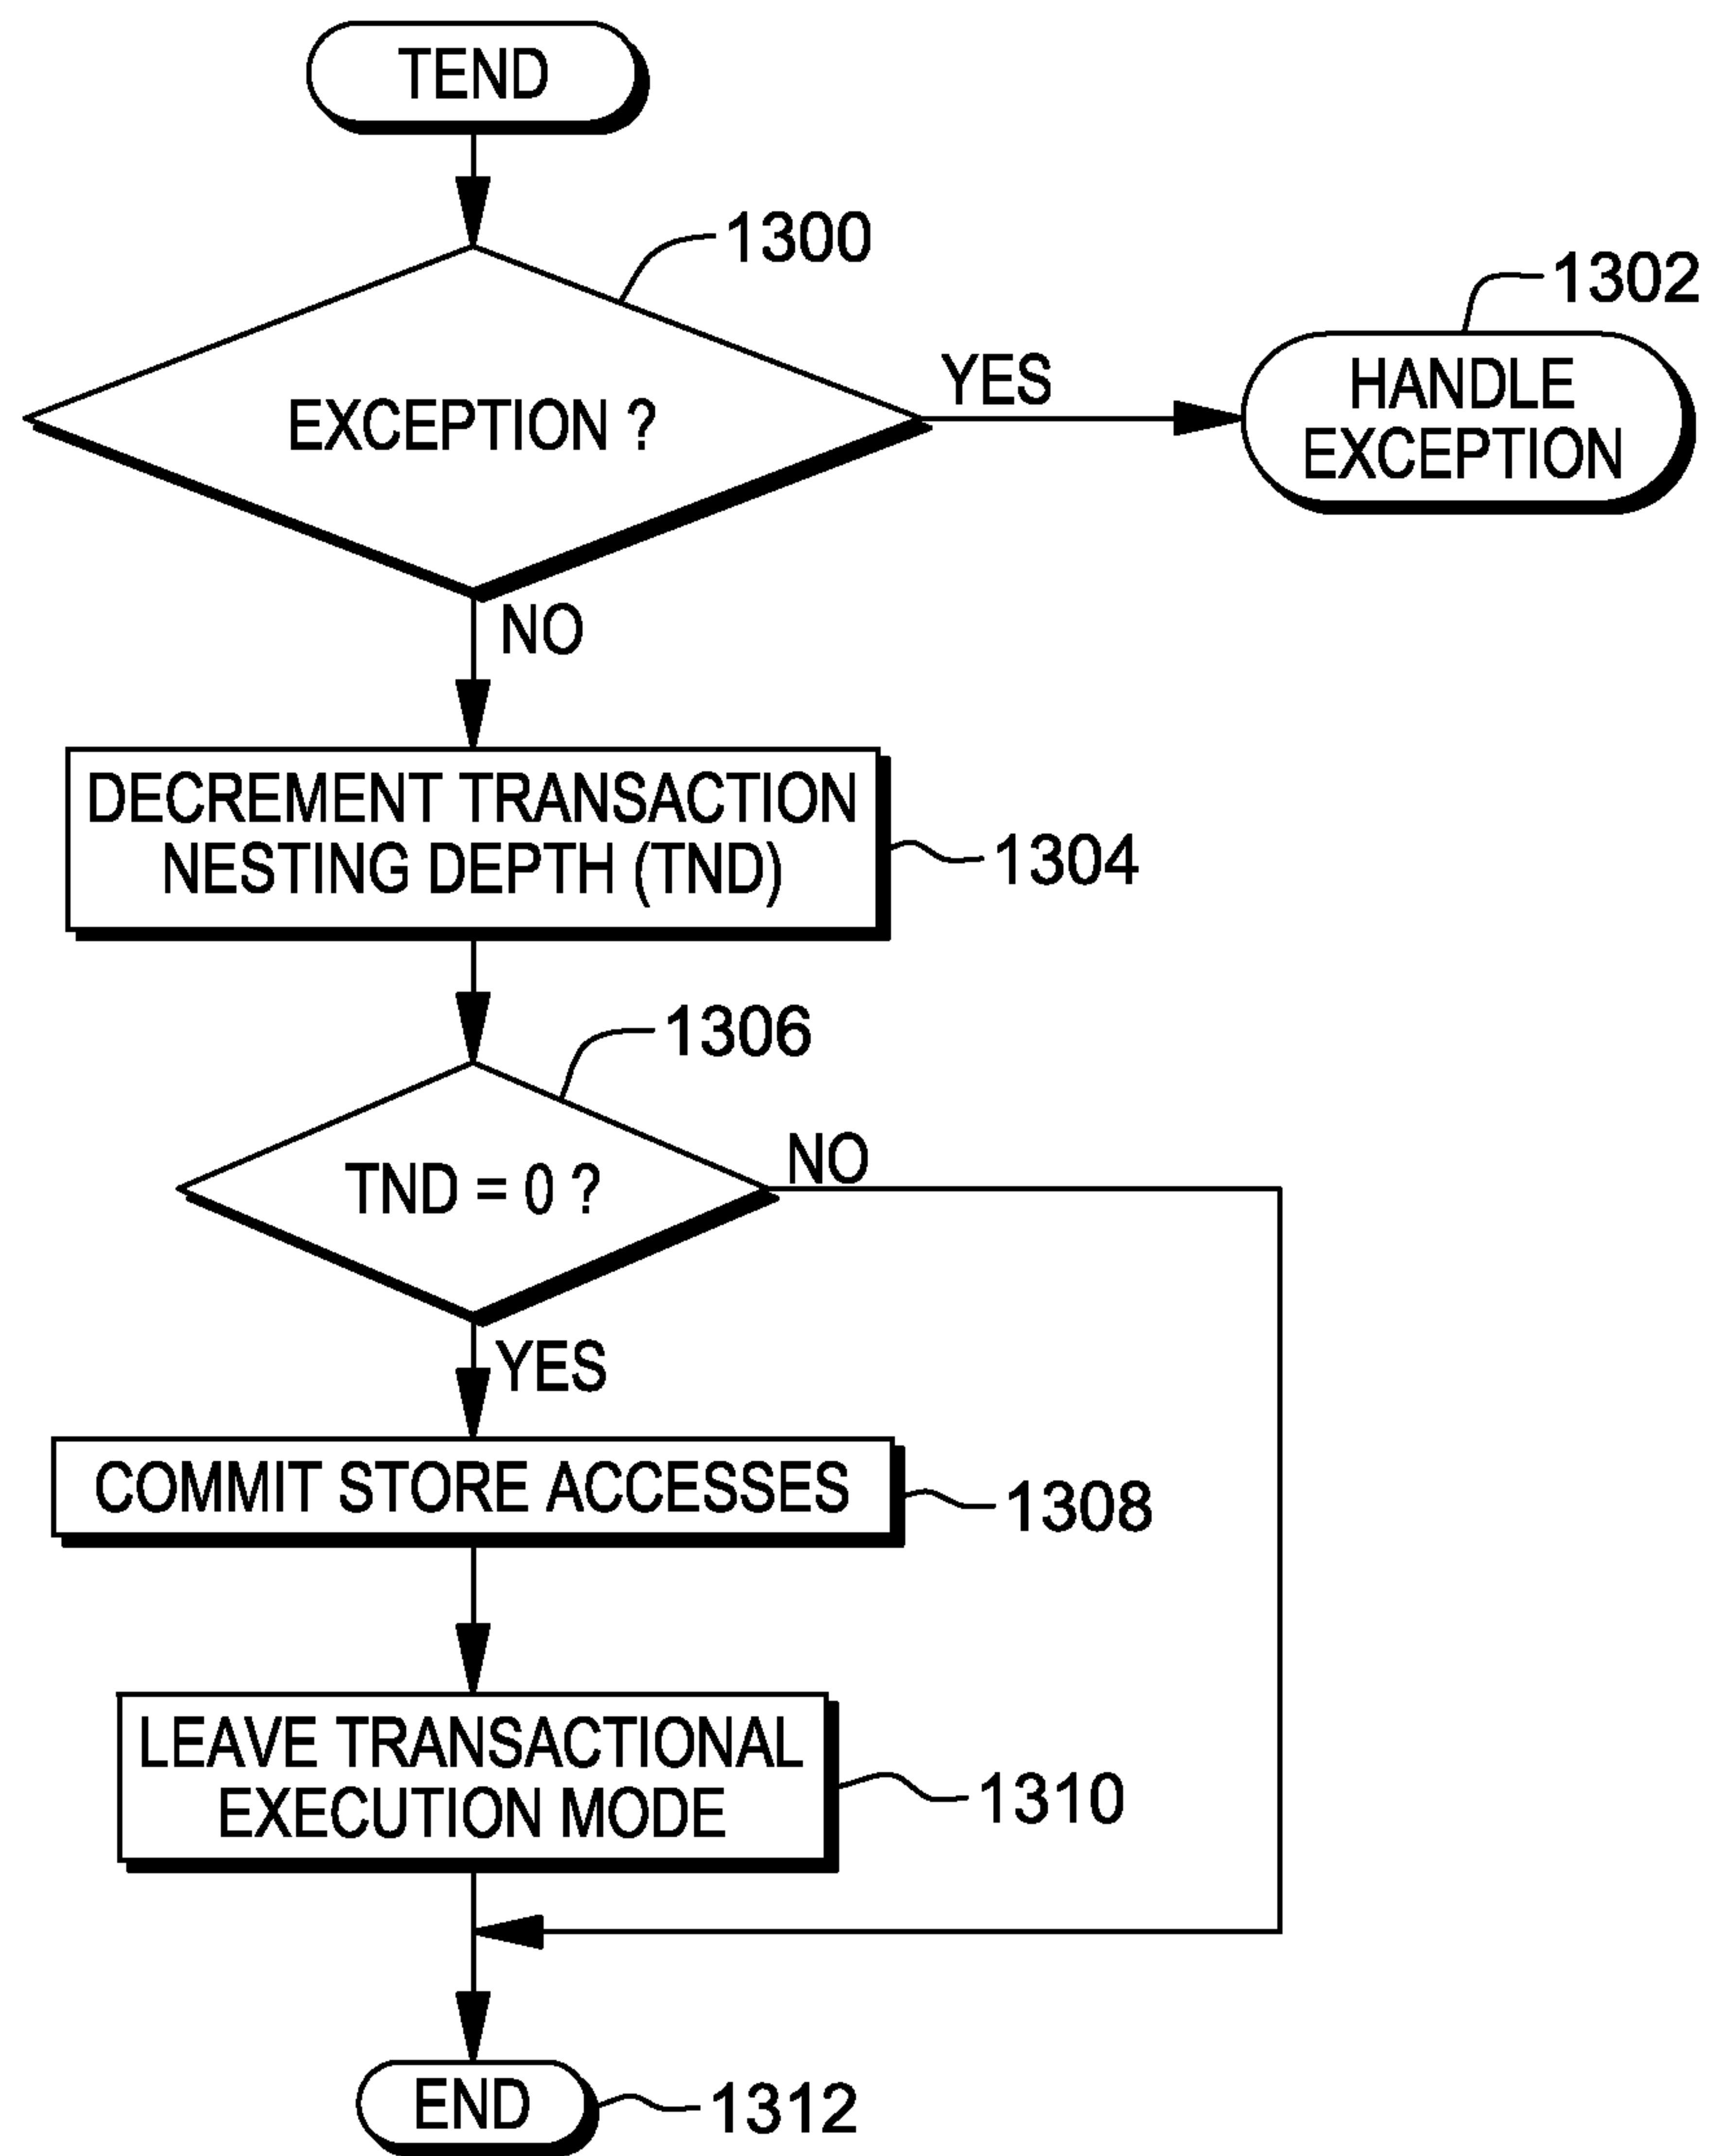 TEND
1300
EXCEPTION ?
YES
1302
HANDLE
EXCEPTION
NO
DECREMENT TRANSACTION
NESTING DEPTH (TND)
1304
1306
TND = 0 ?
NO
YES
COMMIT STORE ACCESSES
1308
LEAVE TRANSACTIONAL
EXECUTION MODE
1310
END
1312